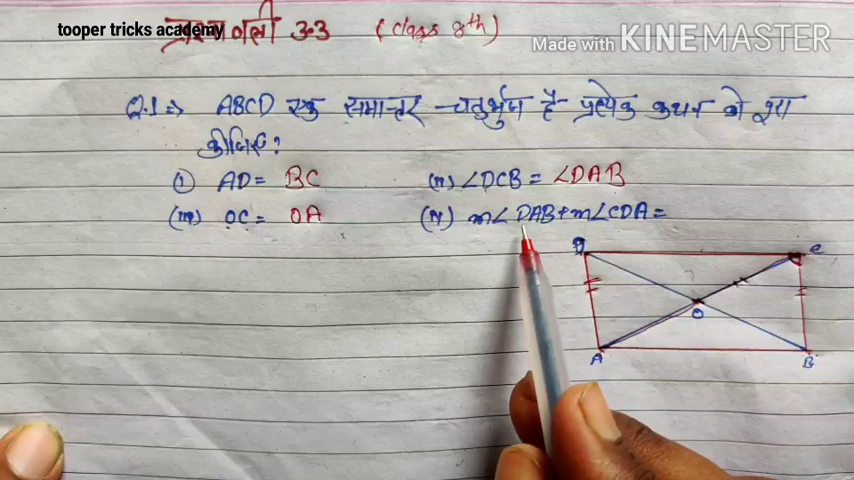 tooper tricks academy
प्रश्नावली 3.3 (class 8th)
Made with KINEMASTER
Q.1 ⇒ ABCD एक समान्तर चतुर्भुज है- प्रत्येक कथन को पूरा
कीजिए?
(i) AD = BC (ii) ∠DCB = ∠DAB
(iii) OC = OA (iv) m∠DAB+m∠CDA =
D C
O
A B